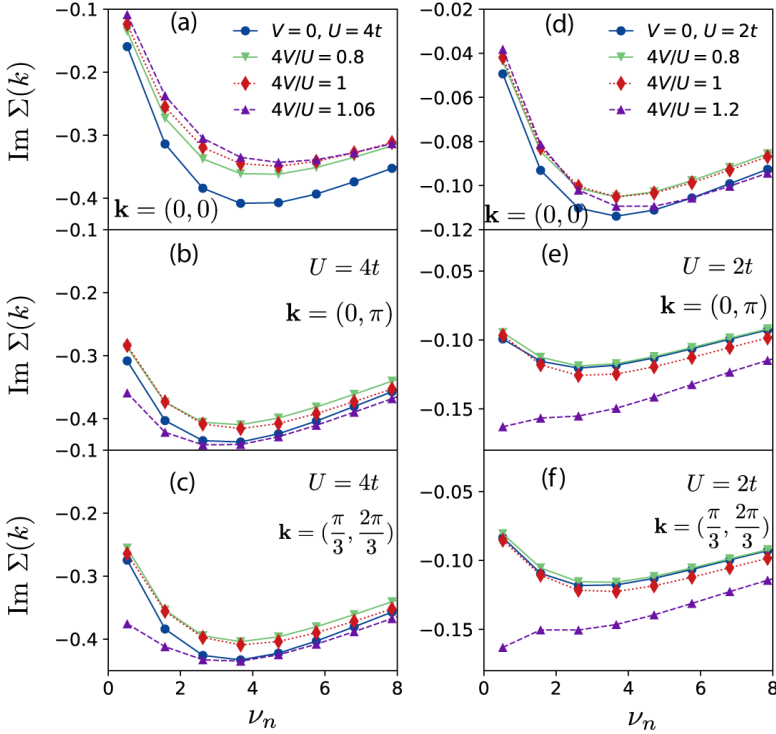 (a)
V = 0, U = 4t
4V/U = 0.8
4V/U = 1
4V/U = 1.06
k = (0, 0)
Im Σ(k)
−0.1
−0.2
−0.3
−0.4
(d)
V = 0, U = 2t
4V/U = 0.8
4V/U = 1
4V/U = 1.2
k = (0, 0)
−0.02
−0.04
−0.06
−0.08
−0.10
−0.12
(b)
U = 4t
k = (0, π)
Im Σ(k)
−0.1
−0.2
−0.3
−0.4
(e)
U = 2t
k = (0, π)
−0.05
−0.10
−0.15
(c)
U = 4t
k = (π/3, 2π/3)
Im Σ(k)
−0.1
−0.2
−0.3
−0.4
0 2 4 6 8
νn
(f)
U = 2t
k = (π/3, 2π/3)
−0.05
−0.10
−0.15
0 2 4 6 8
νn